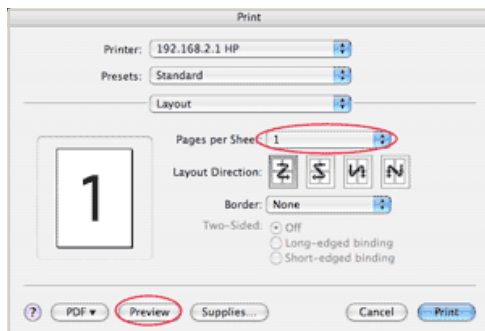 Print
Printer: 192.168.2.1 HP
Presets: Standard
Layout
Pages per Sheet: 1
Layout Direction:
1
Border: None
Two-Sided: Off
Long-edged binding
Short-edged binding
? PDF Preview Supplies... Cancel Print